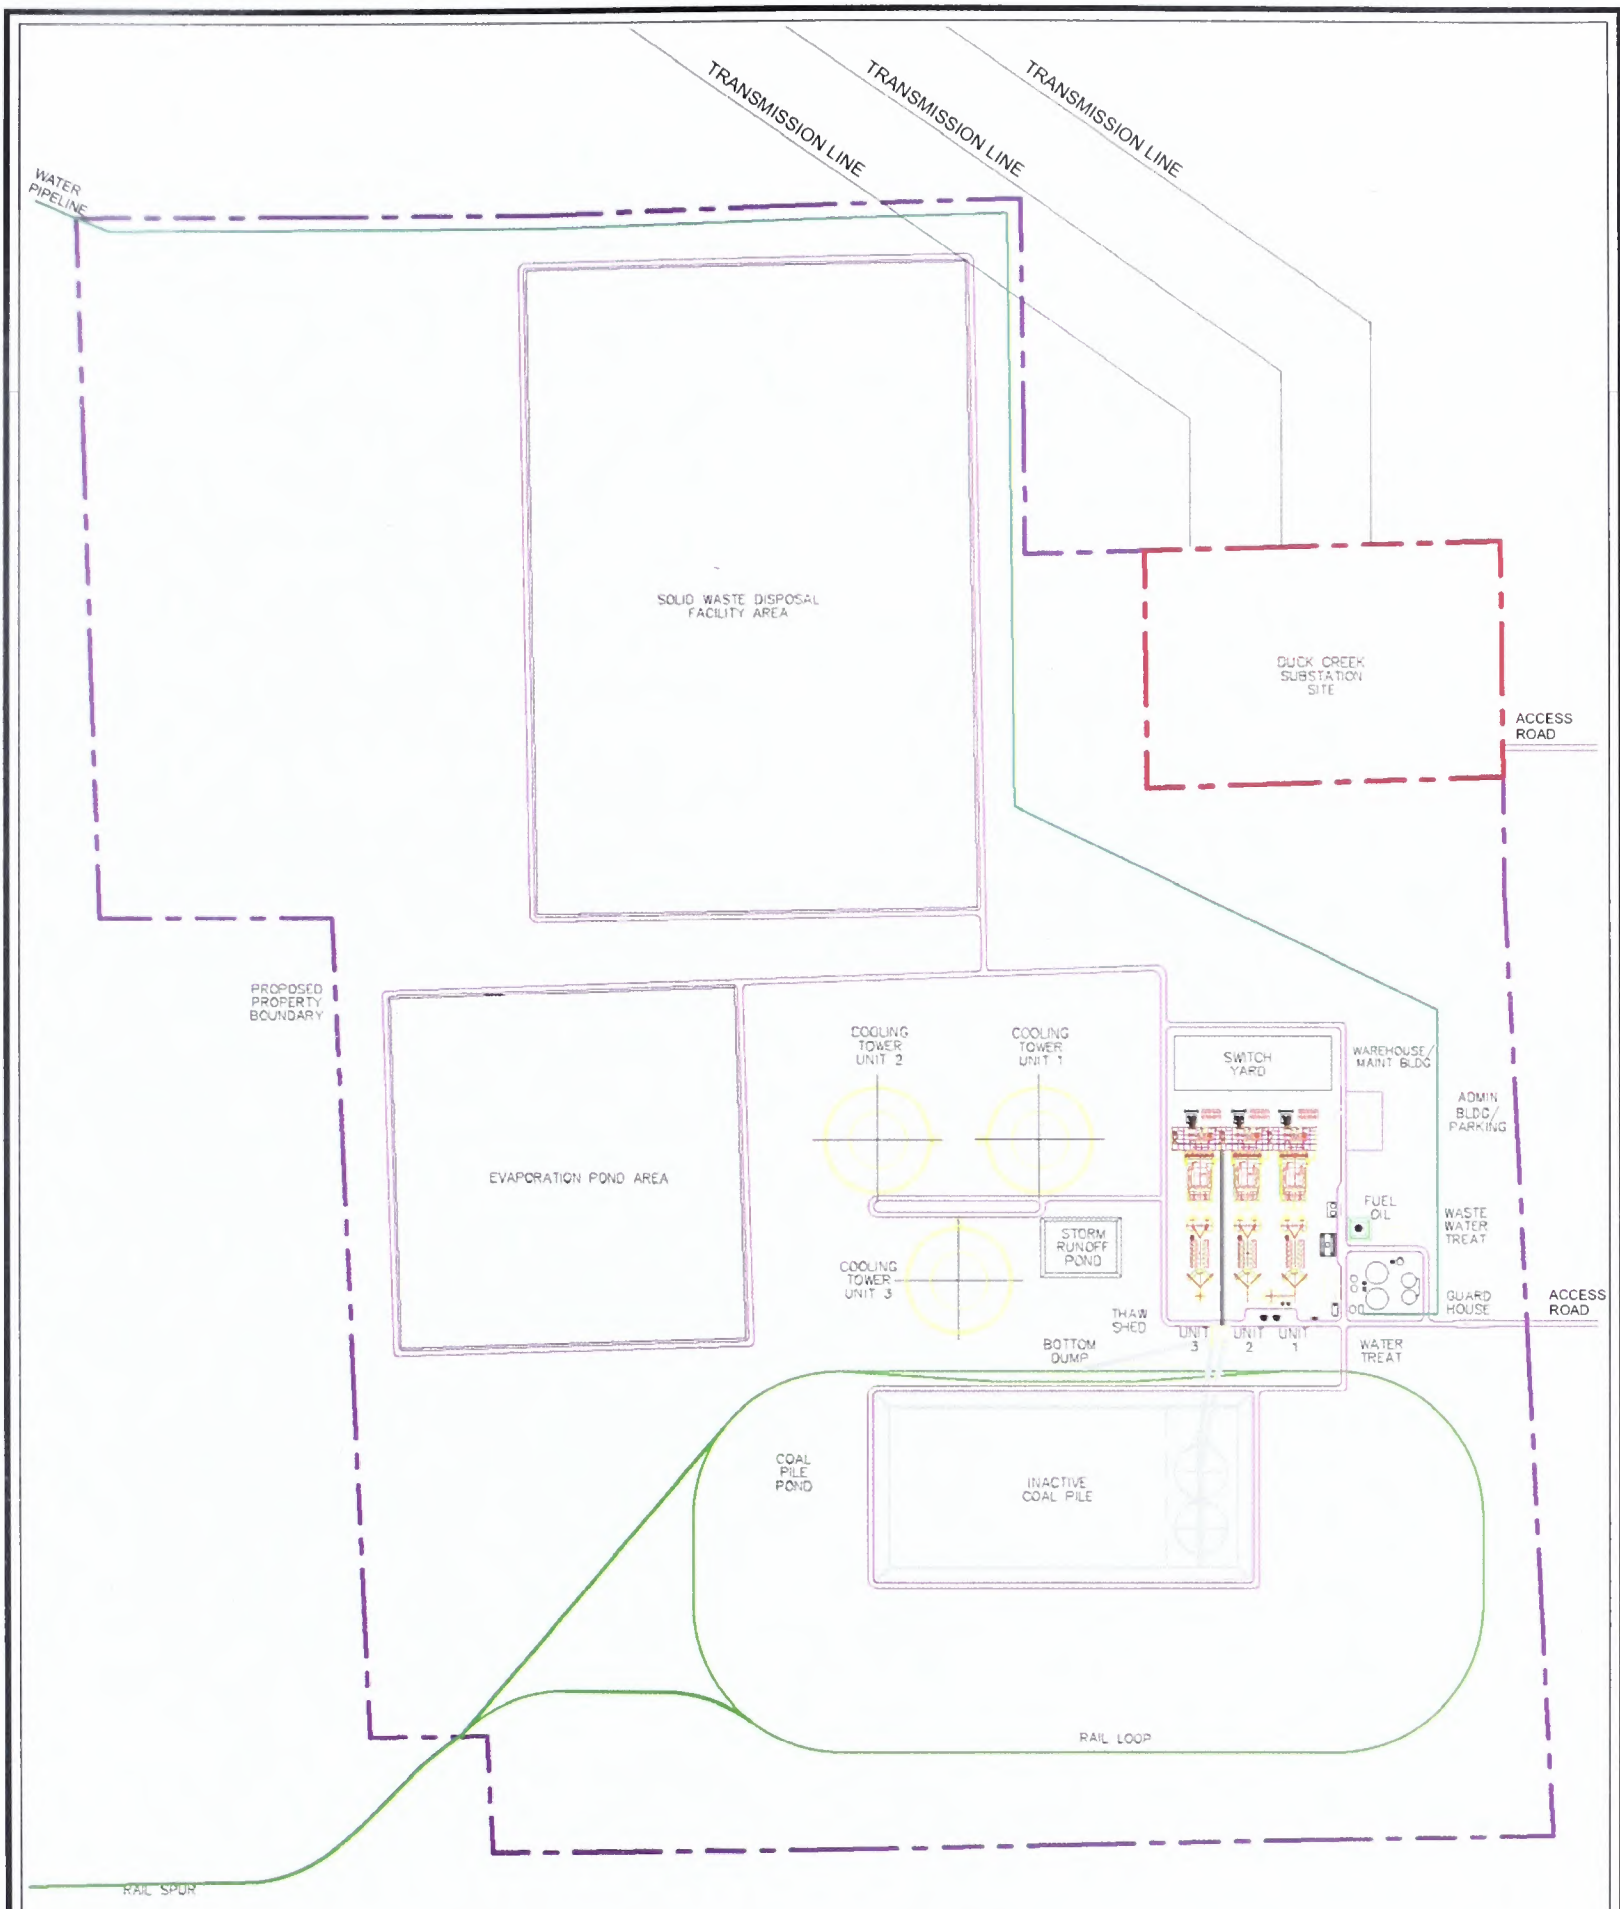 TRANSMISSION LINE
TRANSMISSION LINE
TRANSMISSION LINE
WATER
PIPELINE
SOLID WASTE DISPOSAL
FACILITY AREA
DUCK CREEK
SUBSTATION
SITE
ACCESS
ROAD
PROPOSED
PROPERTY
BOUNDARY
COOLING
TOWER
UNIT 2
COOLING
TOWER
UNIT 1
SWITCH
YARD
WAREHOUSE/
MAINT BLDG
ADMIN
BLDG/
PARKING
EVAPORATION POND AREA
FUEL
OIL
WASTE
WATER
TREAT
STORM
RUNOFF
POND
COOLING
TOWER
UNIT 3
GUARD
HOUSE
ACCESS
ROAD
THAW
SHED
UNIT
3
UNIT
2
UNIT
1
BOTTOM
DUMP
WATER
TREAT
COAL
PILE
POND
INACTIVE
COAL PILE
RAIL LOOP
RAIL SPUR